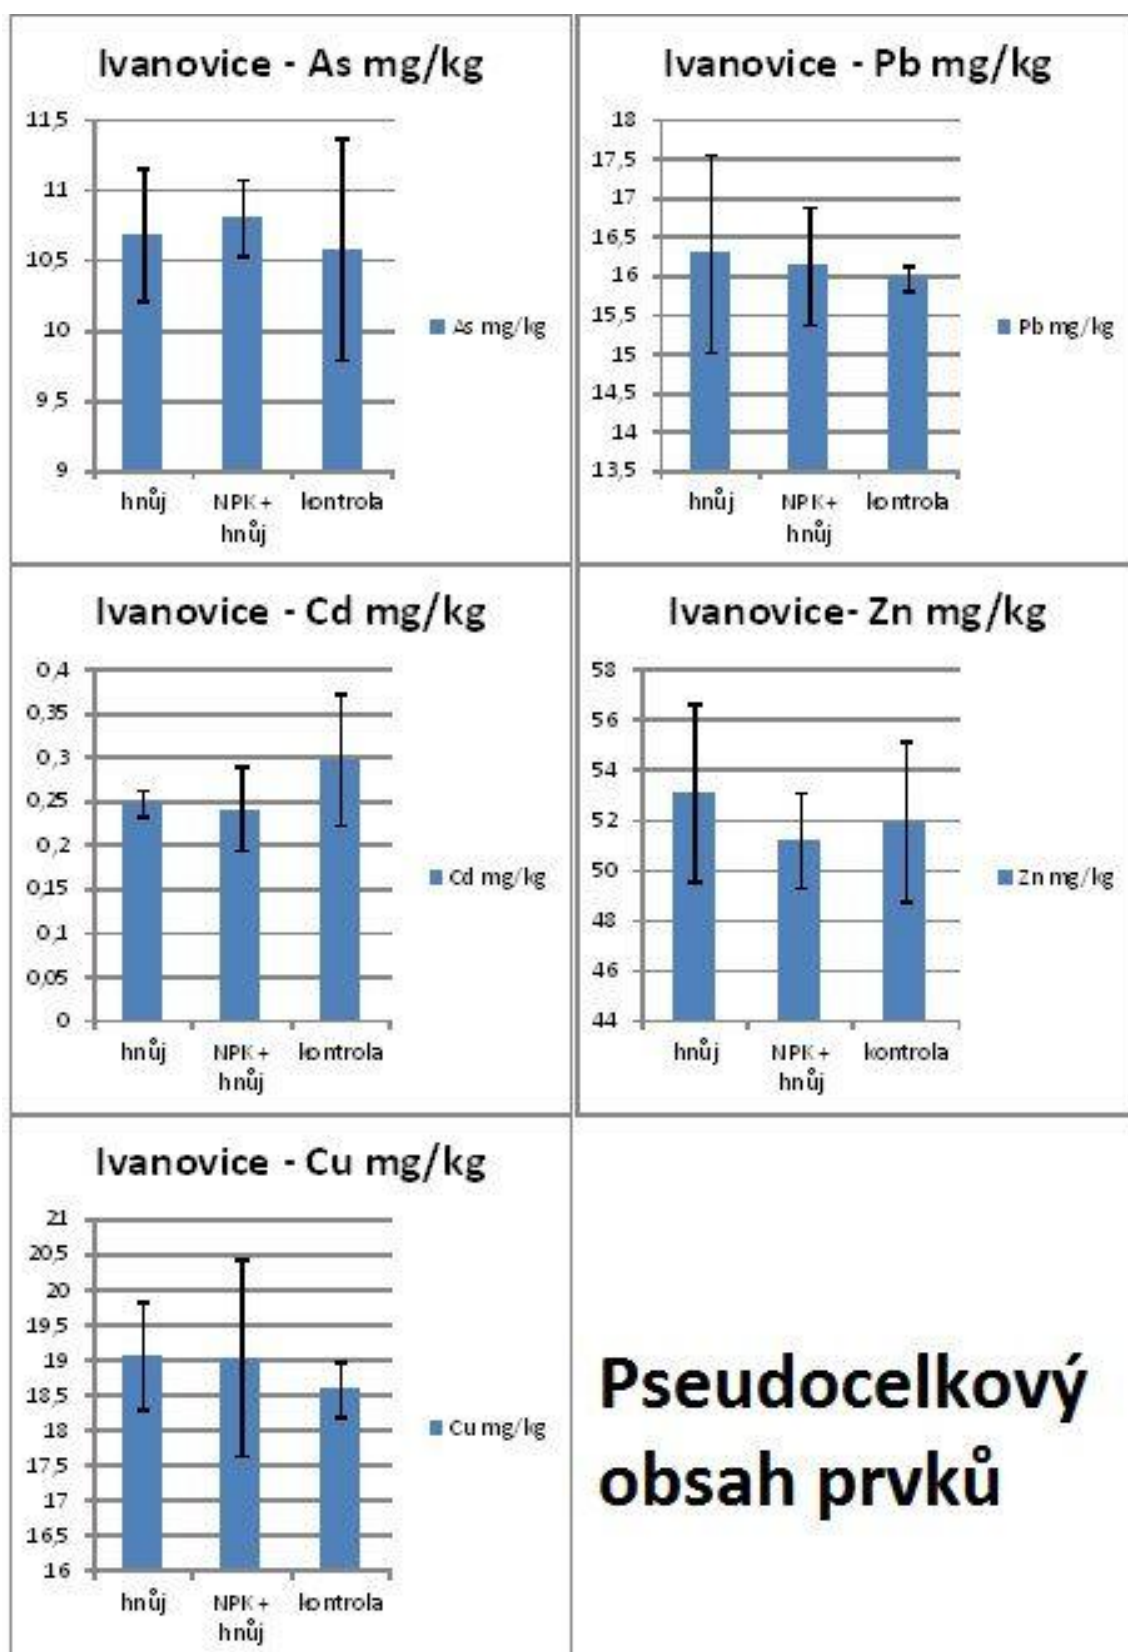 Ivanovice - As mg/kg
11,5
11
10,5
10
9,5
9
hnůj
NPK +
hnůj
kontrola
As mg/kg
Ivanovice - Pb mg/kg
18
17,5
17
16,5
16
15,5
15
14,5
14
13,5
hnůj
NPK +
hnůj
kontrola
Pb mg/kg
Ivanovice - Cd mg/kg
0,4
0,35
0,3
0,25
0,2
0,15
0,1
0,05
0
hnůj
NPK +
hnůj
kontrola
Cd mg/kg
Ivanovice- Zn mg/kg
58
56
54
52
50
48
46
44
hnůj
NPK +
hnůj
kontrola
Zn mg/kg
Ivanovice - Cu mg/kg
21
20,5
20
19,5
19
18,5
18
17,5
17
16,5
16
hnůj
NPK +
hnůj
kontrola
Cu mg/kg
Pseudocelkový
obsah prvků